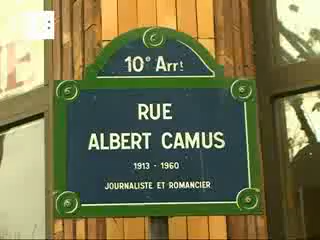 10e Arrt
RUE
ALBERT CAMUS
1913 - 1960
JOURNALISTE ET ROMANCIER